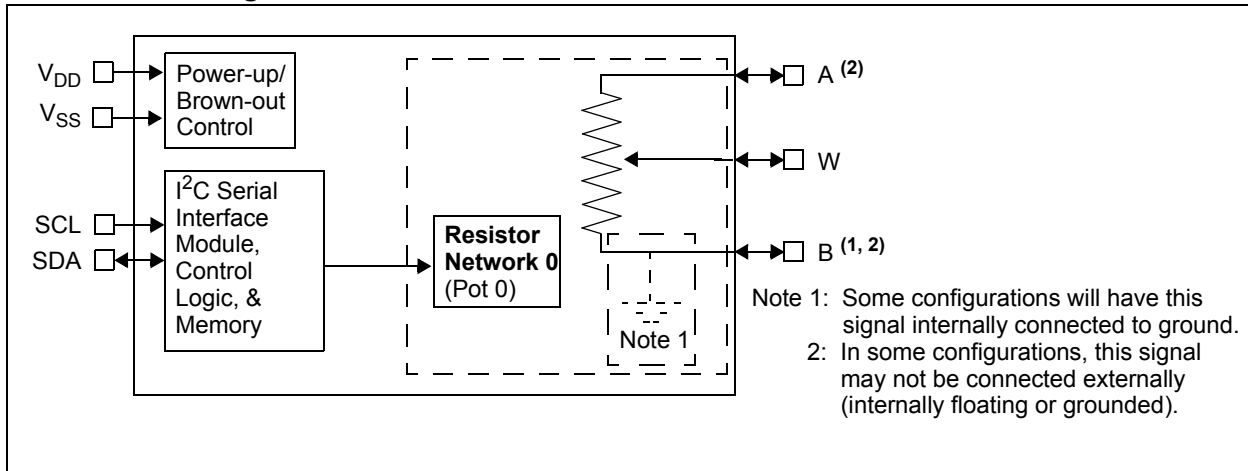 V_DD
V_SS
Power-up/
Brown-out
Control
SCL
SDA
I²C Serial
Interface
Module,
Control
Logic, &
Memory
Resistor
Network 0
(Pot 0)
Note 1
A (2)
W
B (1, 2)
Note 1: Some configurations will have this
signal internally connected to ground.
2: In some configurations, this signal
may not be connected externally
(internally floating or grounded).